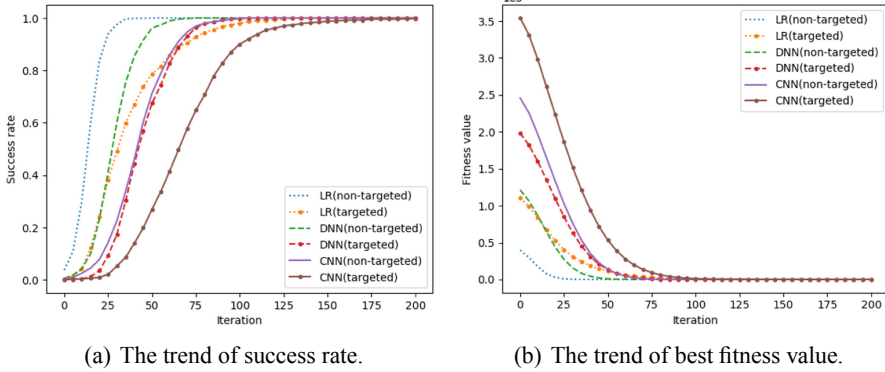 1.0
0.8
0.6
0.4
0.2
0.0
Success rate
0 25 50 75 100 125 150 175 200
Iteration
LR(non-targeted)
LR(targeted)
DNN(non-targeted)
DNN(targeted)
CNN(non-targeted)
CNN(targeted)
(a) The trend of success rate.
3.5
3.0
2.5
2.0
1.5
1.0
0.5
0.0
Fitness value
0 25 50 75 100 125 150 175 200
Iteration
LR(non-targeted)
LR(targeted)
DNN(non-targeted)
DNN(targeted)
CNN(non-targeted)
CNN(targeted)
(b) The trend of best fitness value.